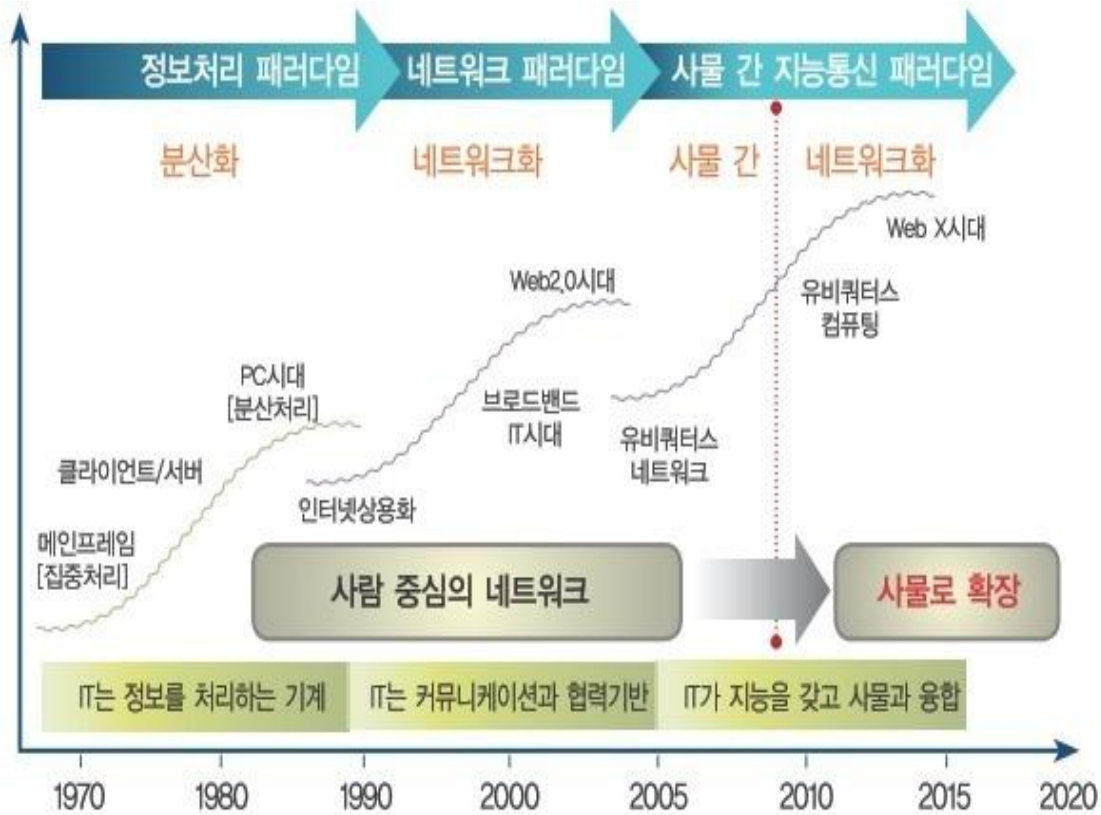 정보처리 패러다임
네트워크 패러다임
사물 간 지능통신 패러다임
분산화
네트워크화
사물 간
네트워크화
Web X시대
Web2.0시대
유비쿼터스
컴퓨팅
PC시대
[분산처리]
브로드밴드
IT시대
유비쿼터스
네트워크
클라이언트/서버
인터넷상용화
메인프레임
[집중처리]
사람 중심의 네트워크
사물로 확장
IT는 정보를 처리하는 기계
IT는 커뮤니케이션과 협력기반
IT가 지능을 갖고 사물과 융합
1970
1980
1990
2000
2005
2010
2015
2020